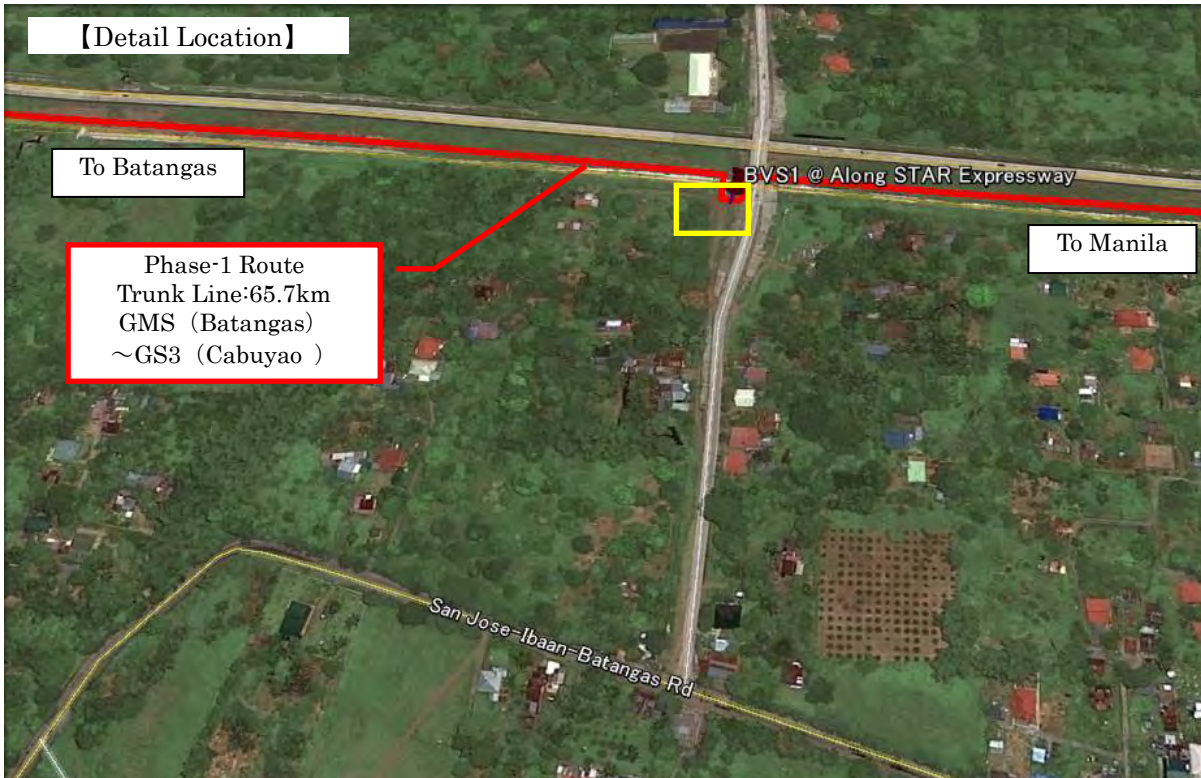 【Detail Location】
BVS1 @ Along STAR Expressway
To Batangas
To Manila
Phase-1 Route
Trunk Line:65.7km
GMS (Batangas)
～GS3 (Cabuyao )
San Jose-Ibaan-Batangas Rd